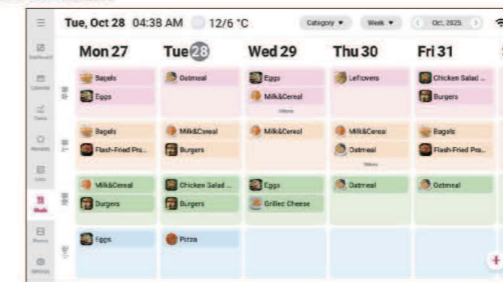 Tue, Oct 28 04:38 AM 12/6 °C Category Week Oct, 2025
Mon 27 Tue 28 Wed 29 Thu 30 Fri 31
Bagels Oatmeal Eggs Leftovers Chicken Salad ...
Eggs Milk&Cereal Burgers
Bagels Milk&Cereal Milk&Cereal Milk&Cereal Bagels
Flash-Fried Pra... Burgers Oatmeal Flash-Fried Pra...
Milk&Cereal Chicken Salad ... Eggs Oatmeal Oatmeal
Burgers Burgers Grilled Cheese
Eggs Pizza